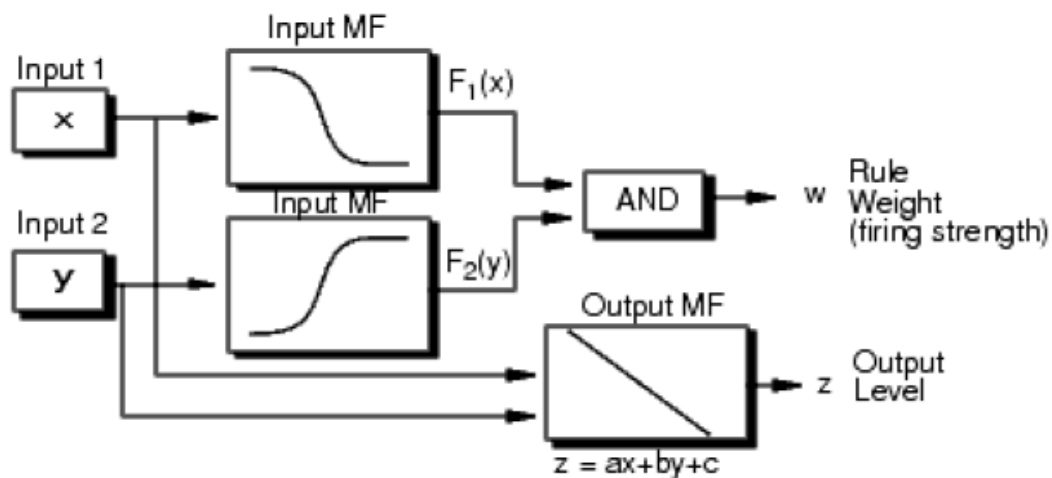 Input MF
Input 1
x
F1(x)
Input MF
Input 2
y
F2(y)
AND
w
Rule
Weight
(firing strength)
Output MF
z
Output
Level
z = ax+by+c